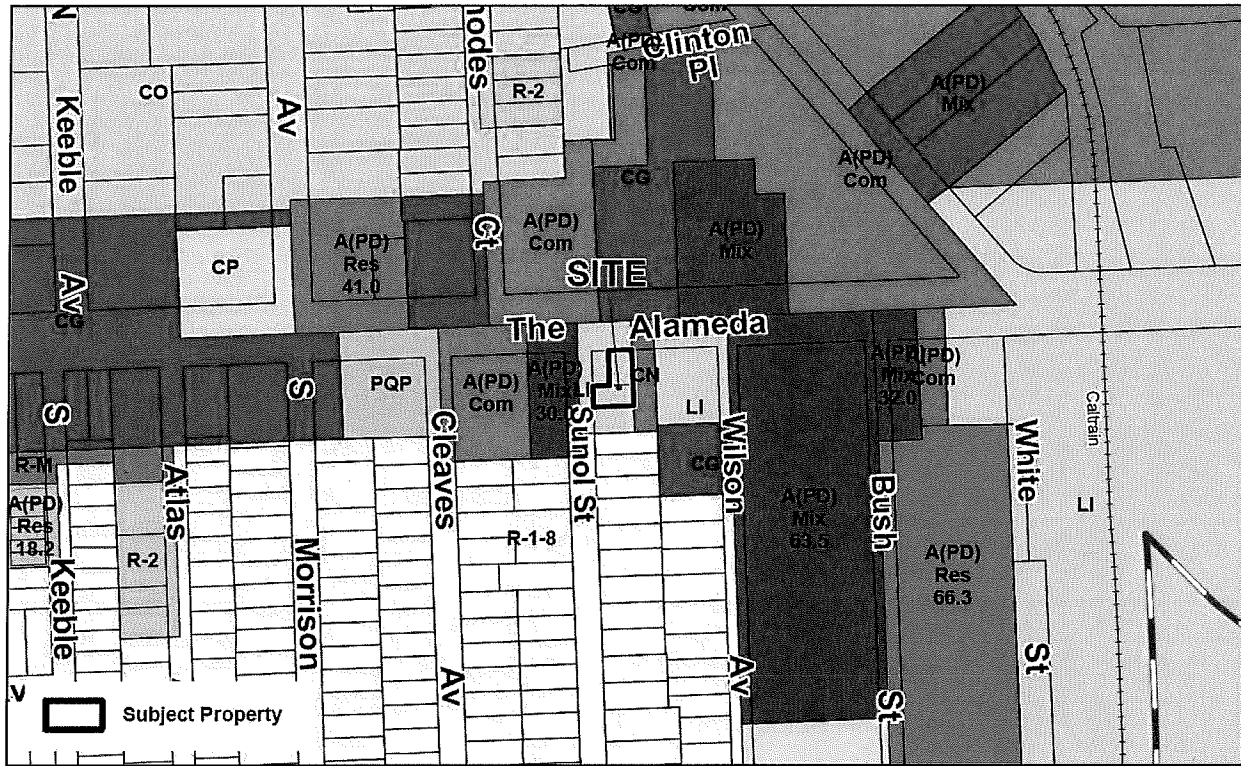 N
Keeble
Av
CO
Av
hodes
Ct
R-2
CG
Com
A(PD)
Com
Clinton
Pl
A(PD)
Mix
A(PD)
Com
CG
CP
A(PD)
Res
41.0
A(PD)
Com
A(PD)
Mix
CG
SITE
The Alameda
PQP
A(PD)
Com
A(PD)
Mix
30.0
LI
CN
LI
CG
A(PD)
Mix
32.0
A(PD)
Com
Caltrain
S
Keeble
Atlas
S
Morrison
Cleaves
Av
Sunol St
Wilson
Av
Bush
St
White
St
R-M
A(PD)
Res
18.2
R-2
R-1-8
A(PD)
Mix
63.5
A(PD)
Res
66.3
LI
Subject Property